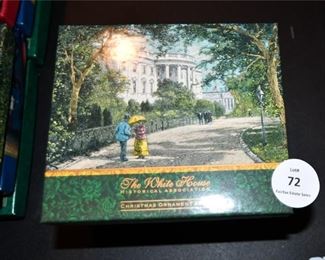 The White House
HISTORICAL ASSOCIATION
CHRISTMAS ORNAMENT
Lot#
72
Fairfax Estate Sales